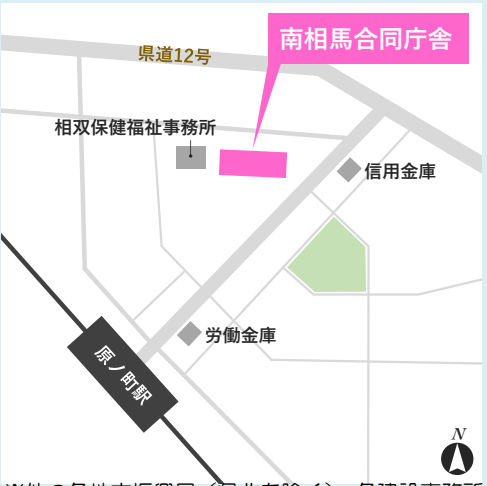 南相馬合同庁舎
県道12号
相双保健福祉事務所
信用金庫
労働金庫
原ノ町駅
N